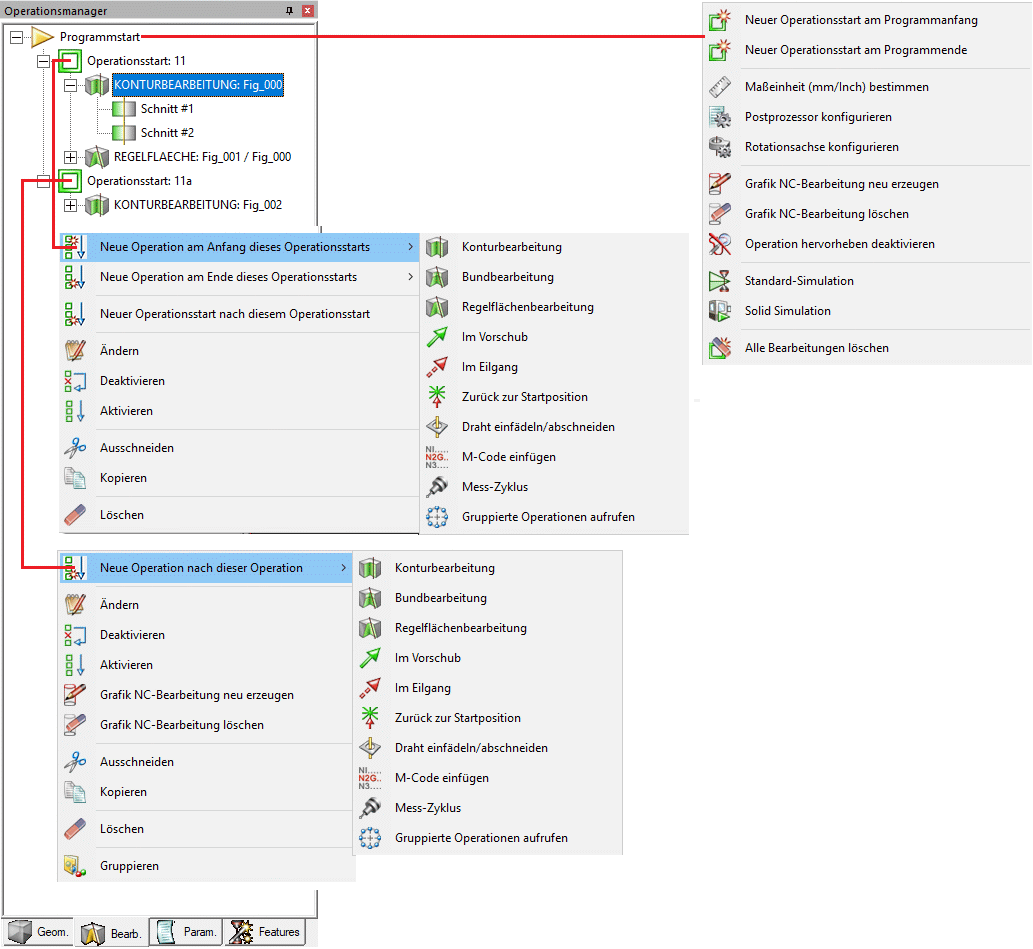 Operationsmanager
Programmstart
Operationsstart: 11
KONTURBEARBEITUNG: Fig_000
Schnitt #1
Schnitt #2
REGELFLAECHE: Fig_001 / Fig_000
Operationsstart: 11a
KONTURBEARBEITUNG: Fig_002
Neuer Operationsstart am Programmanfang
Neuer Operationsstart am Programmende
Maßeinheit (mm/Inch) bestimmen
Postprozessor konfigurieren
Rotationsachse konfigurieren
Grafik NC-Bearbeitung neu erzeugen
Grafik NC-Bearbeitung löschen
Operation hervorheben deaktivieren
Standard-Simulation
Solid Simulation
Alle Bearbeitungen löschen
Neue Operation am Anfang dieses Operationsstarts
Neue Operation am Ende dieses Operationsstarts
Neuer Operationsstart nach diesem Operationsstart
Ändern
Deaktivieren
Aktivieren
Ausschneiden
Kopieren
Löschen
Konturbearbeitung
Bundbearbeitung
Regelflächenbearbeitung
Im Vorschub
Im Eilgang
Zurück zur Startposition
Draht einfädeln/abschneiden
N1.....
N2G..
N3....
M-Code einfügen
Mess-Zyklus
Gruppierte Operationen aufrufen
Neue Operation nach dieser Operation
Ändern
Deaktivieren
Aktivieren
Grafik NC-Bearbeitung neu erzeugen
Grafik NC-Bearbeitung löschen
Ausschneiden
Kopieren
Löschen
Gruppieren
Konturbearbeitung
Bundbearbeitung
Regelflächenbearbeitung
Im Vorschub
Im Eilgang
Zurück zur Startposition
Draht einfädeln/abschneiden
N1.....
N2G..
N3....
M-Code einfügen
Mess-Zyklus
Gruppierte Operationen aufrufen
Geom.
Bearb.
Param.
Features